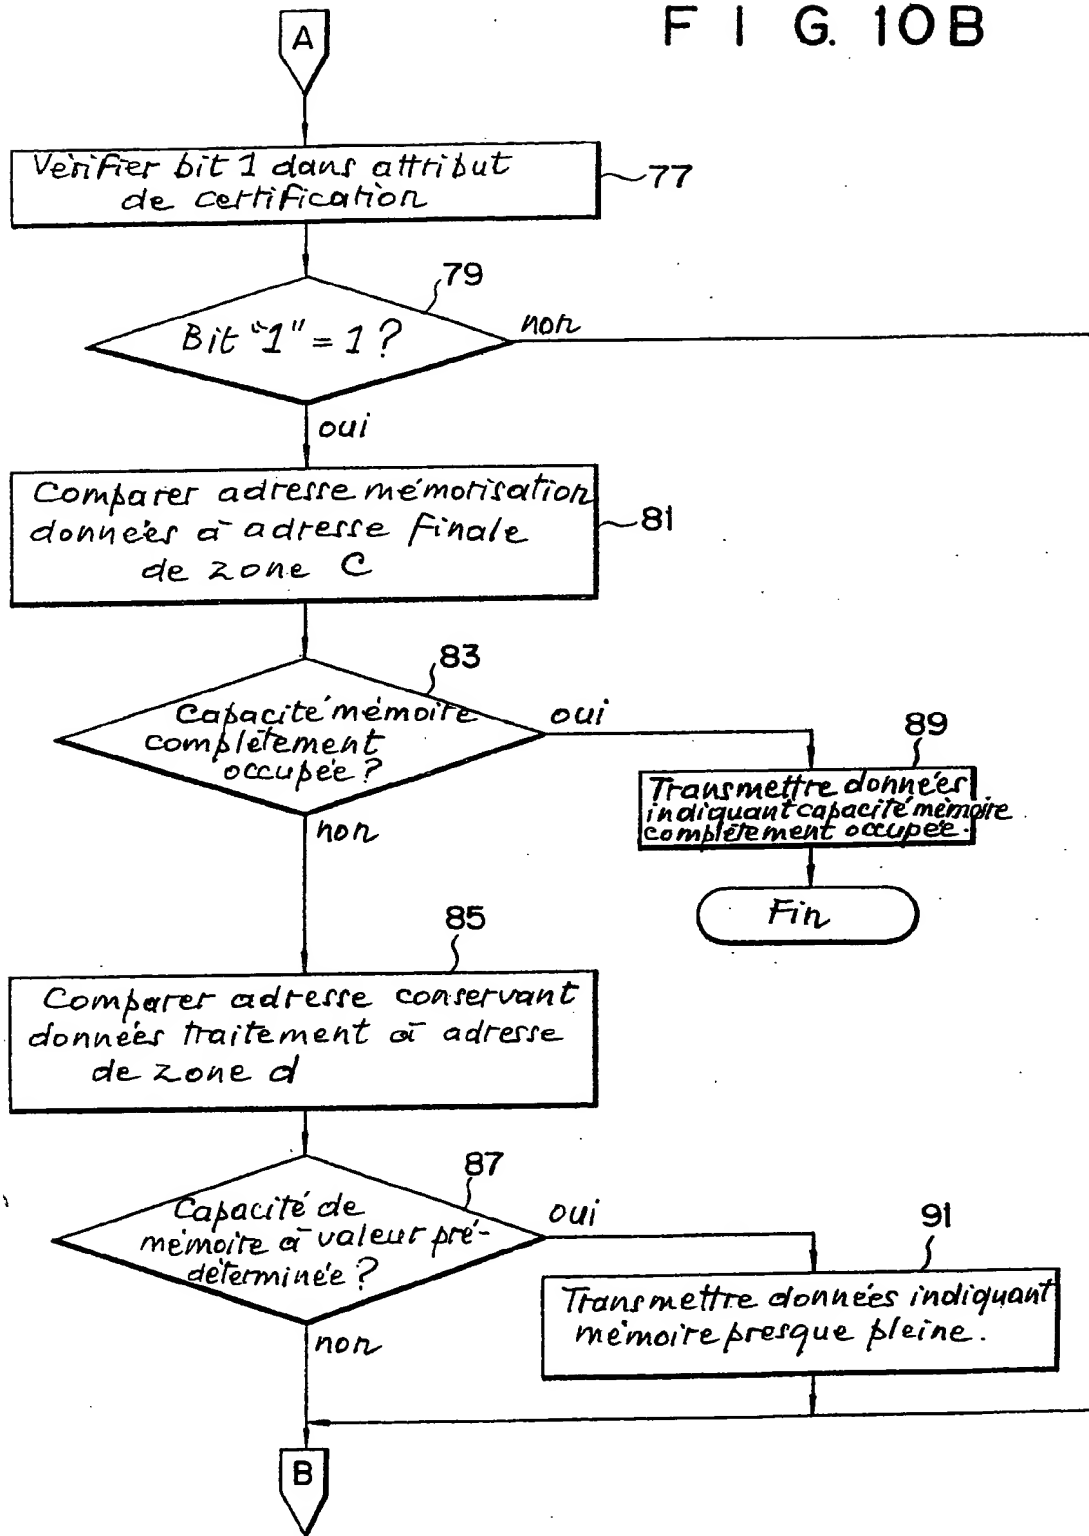 F I G. 10B
A
Vérifier bit 1 dans attribut
de certification
77
79
Bit "1" = 1 ?
non
oui
Comparer adresse mémorisation
données à adresse finale
de zone C
81
83
Capacité mémoire
complètement
occupée ?
oui
non
89
Transmettre données
indiquant capacité mémoire
complètement occupée.
Fin
85
Comparer adresse conservant
données traitement à adresse
de zone d
87
Capacité de
mémoire à valeur pré-
déterminée ?
oui
non
91
Transmettre données indiquant
mémoire presque pleine.
B